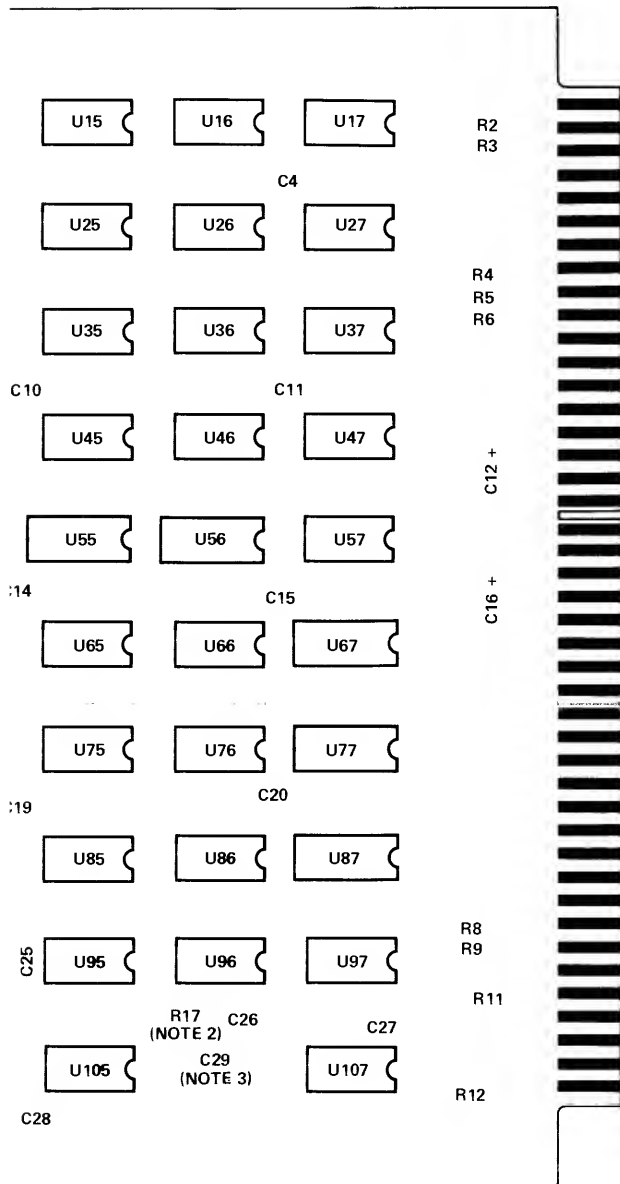 U15 U16 U17
R2
R3
C4
U25 U26 U27
R4
R5
R6
U35 U36 U37
C10 C11
U45 U46 U47
C12 +
U55 U56 U57
:14
C15
C16 +
U65 U66 U67
U75 U76 U77
C20
:19
U85 U86 U87
R8
R9
C25
U95 U96 U97
R11
R17 C26
(NOTE 2)
C27
C29
(NOTE 3)
U105 U107
R12
C28